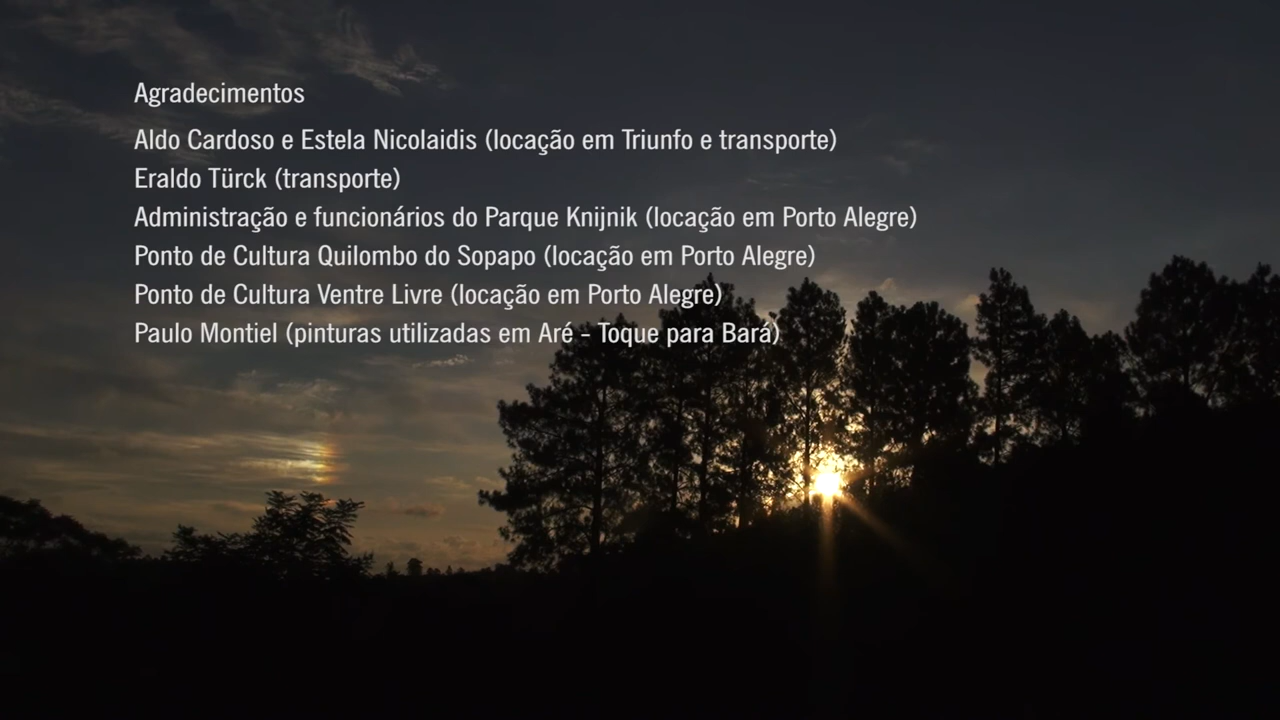 Agradecimentos
Aldo Cardoso e Estela Nicolaidis (locação em Triunfo e transporte)
Eraldo Türck (transporte)
Administração e funcionários do Parque Knijnik (locação em Porto Alegre)
Ponto de Cultura Quilombo do Sopapo (locação em Porto Alegre)
Ponto de Cultura Ventre Livre (locação em Porto Alegre)
Paulo Montiel (pinturas utilizadas em Aré - Toque para Bará)